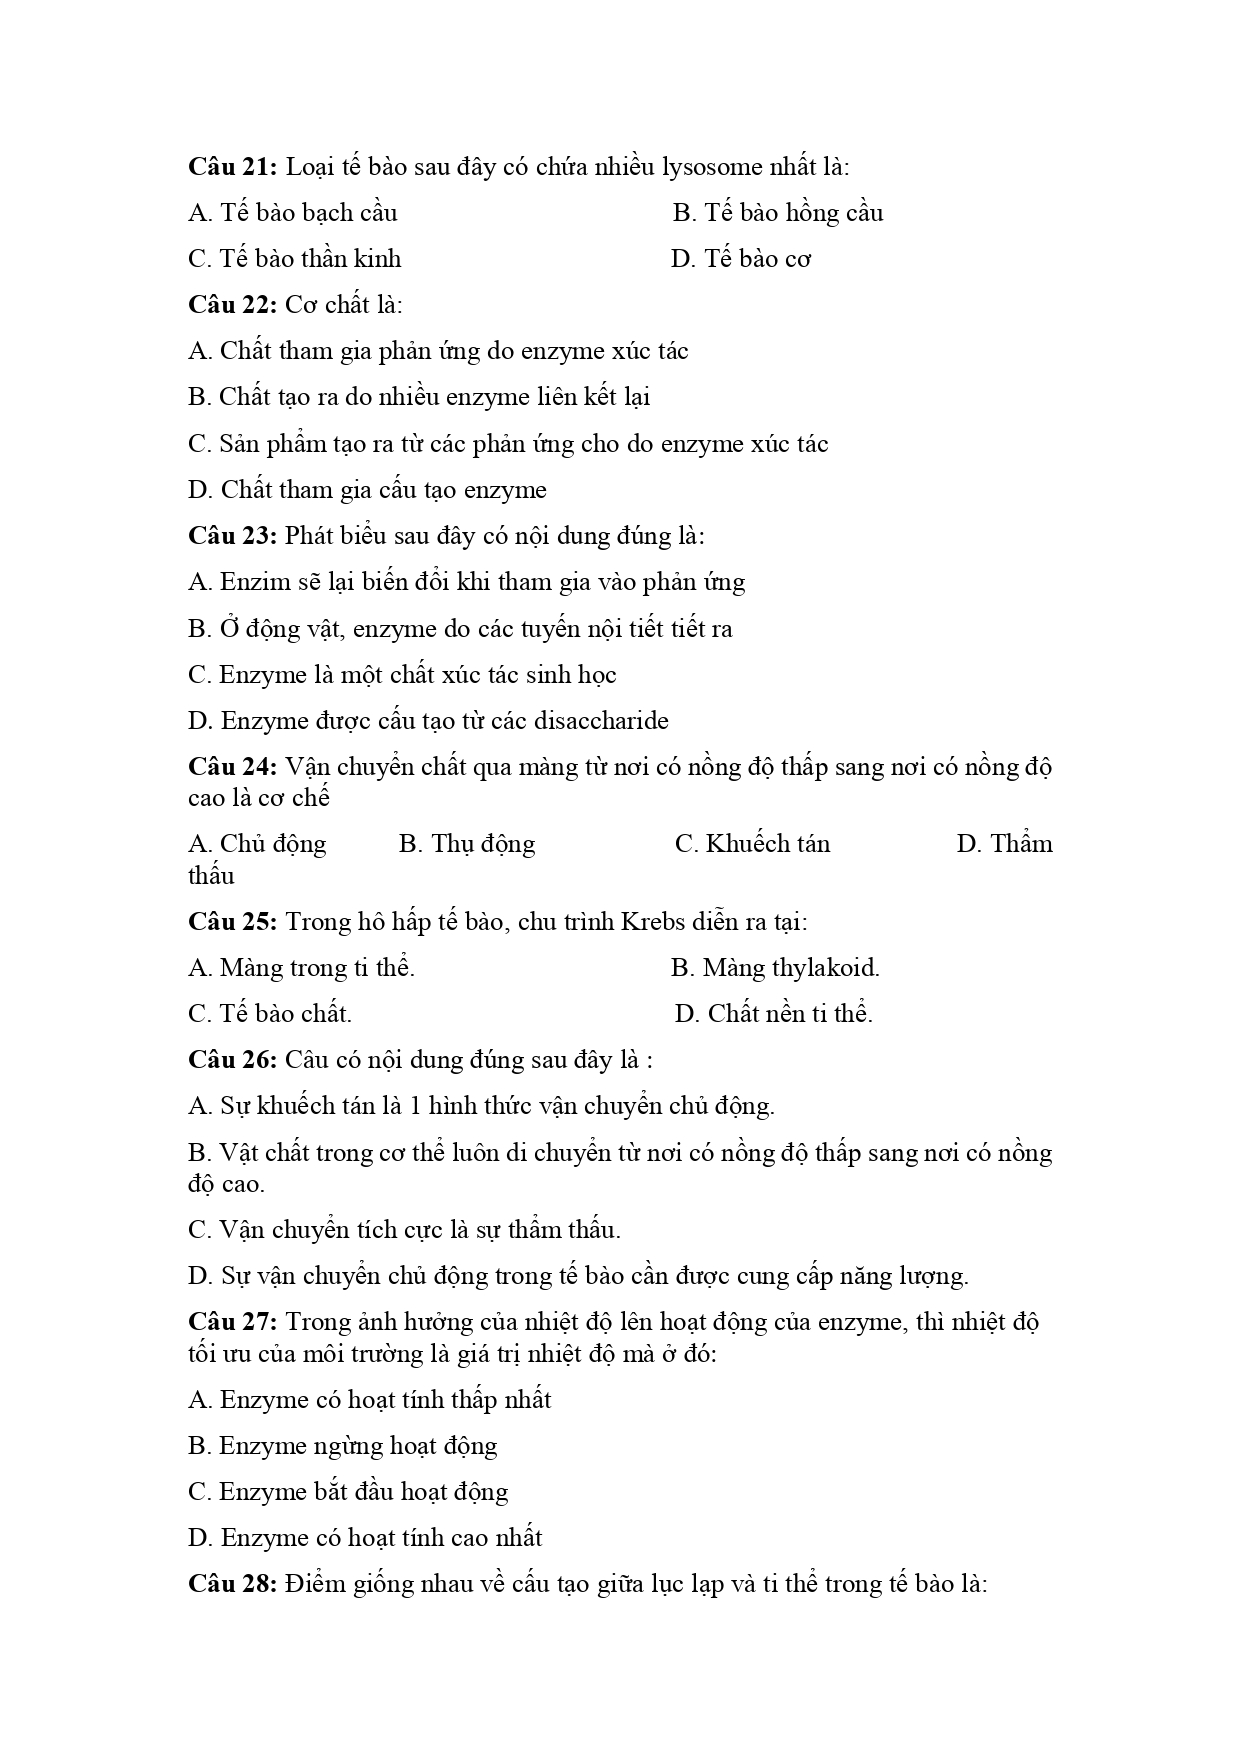 Câu 21: Loại tế bào sau đây có chứa nhiều lysosome nhất là:
A. Tế bào bạch cầu B. Tế bào hồng cầu
C. Tế bào thần kinh D. Tế bào cơ
Câu 22: Cơ chất là:
A. Chất tham gia phản ứng do enzyme xúc tác
B. Chất tạo ra do nhiều enzyme liên kết lại
C. Sản phẩm tạo ra từ các phản ứng cho do enzyme xúc tác
D. Chất tham gia cấu tạo enzyme
Câu 23: Phát biểu sau đây có nội dung đúng là:
A. Enzim sẽ lại biến đổi khi tham gia vào phản ứng
B. Ở động vật, enzyme do các tuyến nội tiết tiết ra
C. Enzyme là một chất xúc tác sinh học
D. Enzyme được cấu tạo từ các disaccharide
Câu 24: Vận chuyển chất qua màng từ nơi có nồng độ thấp sang nơi có nồng độ
cao là cơ chế
A. Chủ động B. Thụ động C. Khuếch tán D. Thẩm
thấu
Câu 25: Trong hô hấp tế bào, chu trình Krebs diễn ra tại:
A. Màng trong ti thể. B. Màng thylakoid.
C. Tế bào chất. D. Chất nền ti thể.
Câu 26: Câu có nội dung đúng sau đây là :
A. Sự khuếch tán là 1 hình thức vận chuyển chủ động.
B. Vật chất trong cơ thể luôn di chuyển từ nơi có nồng độ thấp sang nơi có nồng
độ cao.
C. Vận chuyển tích cực là sự thẩm thấu.
D. Sự vận chuyển chủ động trong tế bào cần được cung cấp năng lượng.
Câu 27: Trong ảnh hưởng của nhiệt độ lên hoạt động của enzyme, thì nhiệt độ
tối ưu của môi trường là giá trị nhiệt độ mà ở đó:
A. Enzyme có hoạt tính thấp nhất
B. Enzyme ngừng hoạt động
C. Enzyme bắt đầu hoạt động
D. Enzyme có hoạt tính cao nhất
Câu 28: Điểm giống nhau về cấu tạo giữa lục lạp và ti thể trong tế bào là: